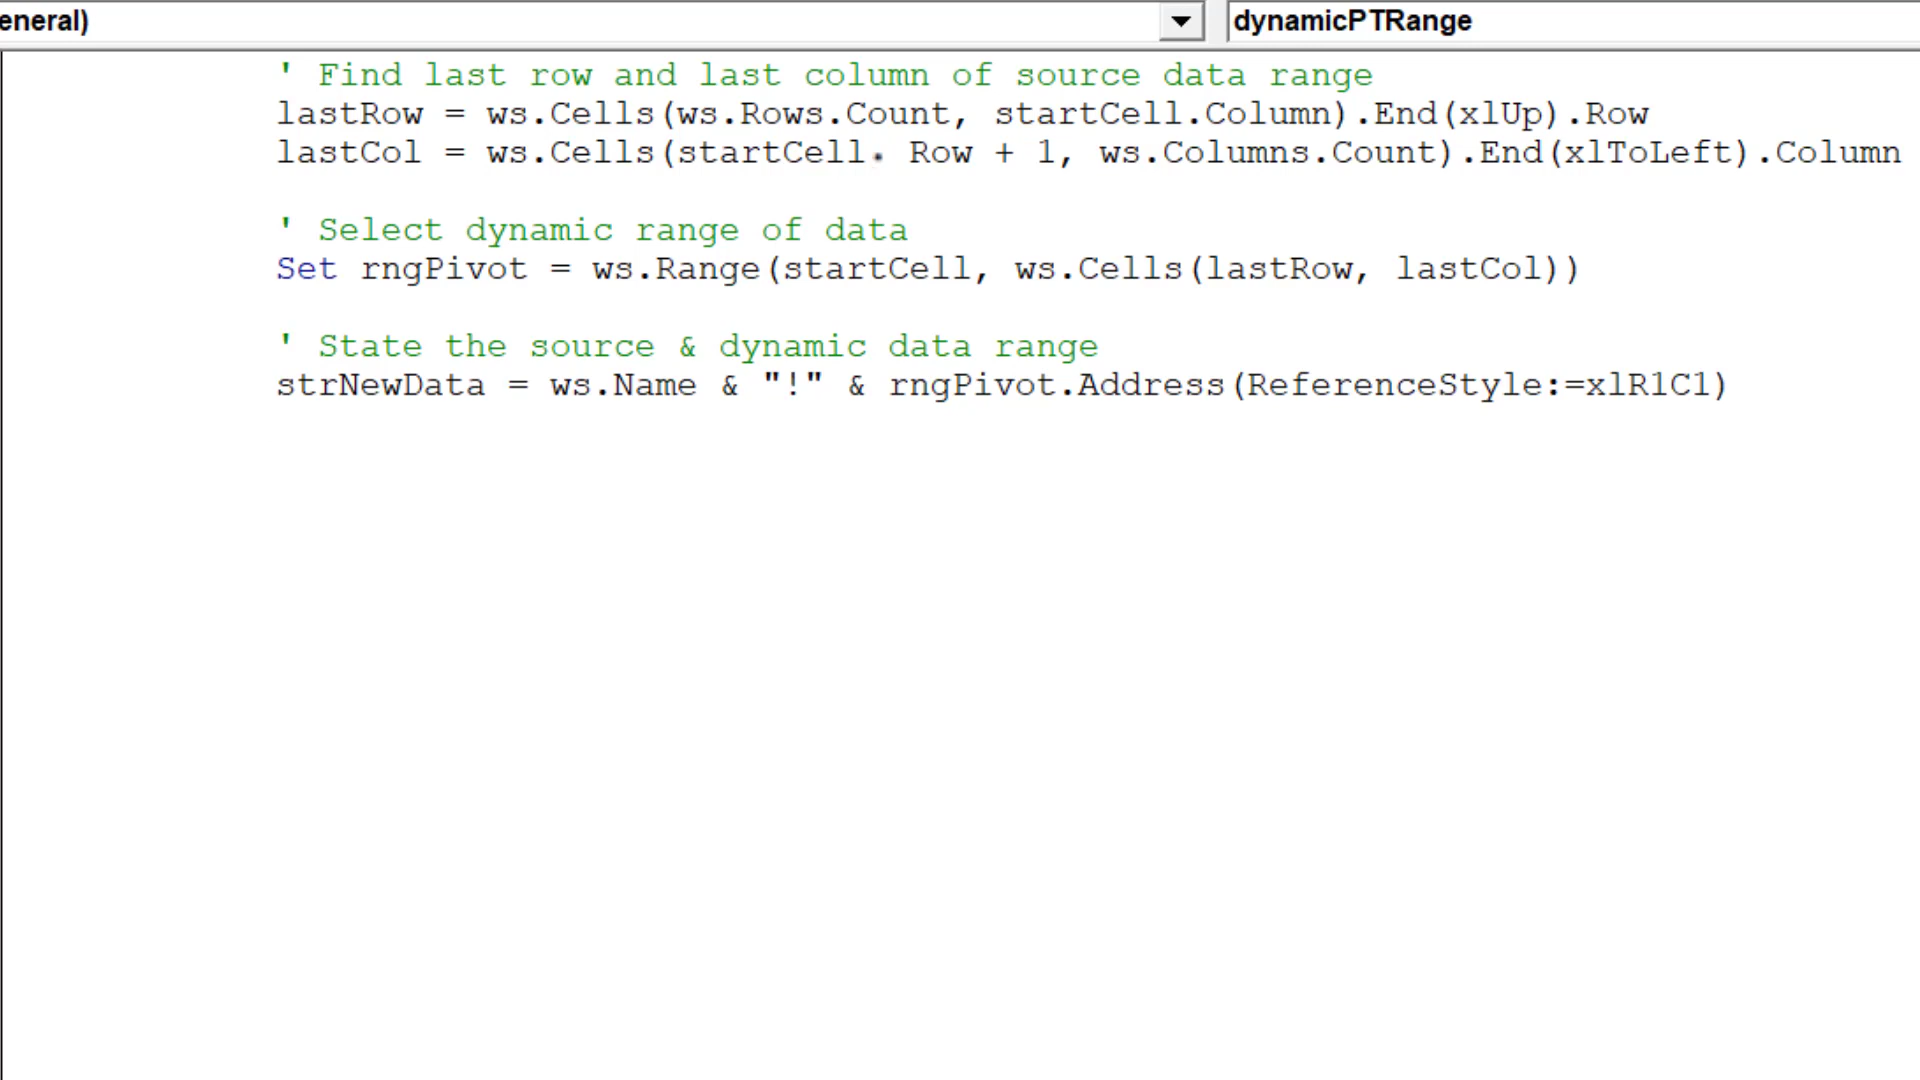 eneral)
dynamicPTRange
' Find last row and last column of source data range
lastRow = ws.Cells(ws.Rows.Count, startCell.Column).End(xlUp).Row
lastCol = ws.Cells(startCell. Row + 1, ws.Columns.Count).End(xlToLeft).Column
' Select dynamic range of data
Set rngPivot = ws.Range(startCell, ws.Cells(lastRow, lastCol))
' State the source & dynamic data range
strNewData = ws.Name & "!" & rngPivot.Address(ReferenceStyle:=xlR1C1)